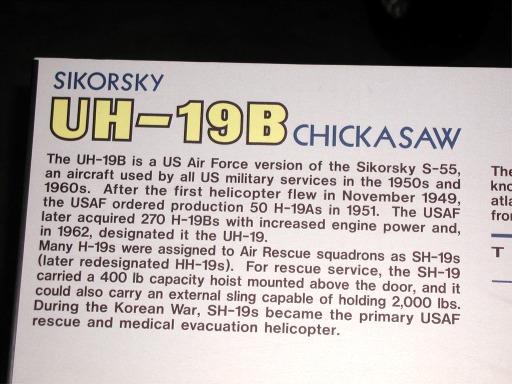 SIKORSKY
UH-19B CHICKASAW
The UH-19B is a US Air Force version of the Sikorsky S-55,
an aircraft used by all US military services in the 1950s and
1960s. After the first helicopter flew in November 1949,
the USAF ordered production 50 H-19As in 1951. The USAF
later acquired 270 H-19Bs with increased engine power and,
in 1962, designated it the UH-19.
Many H-19s were assigned to Air Rescue squadrons as SH-19s
(later redesignated HH-19s). For rescue service, the SH-19
carried a 400 lb capacity hoist mounted above the door, and it
could also carry an external sling capable of holding 2,000 lbs.
During the Korean War, SH-19s became the primary USAF
rescue and medical evacuation helicopter.
The
kno
atla
fro
T